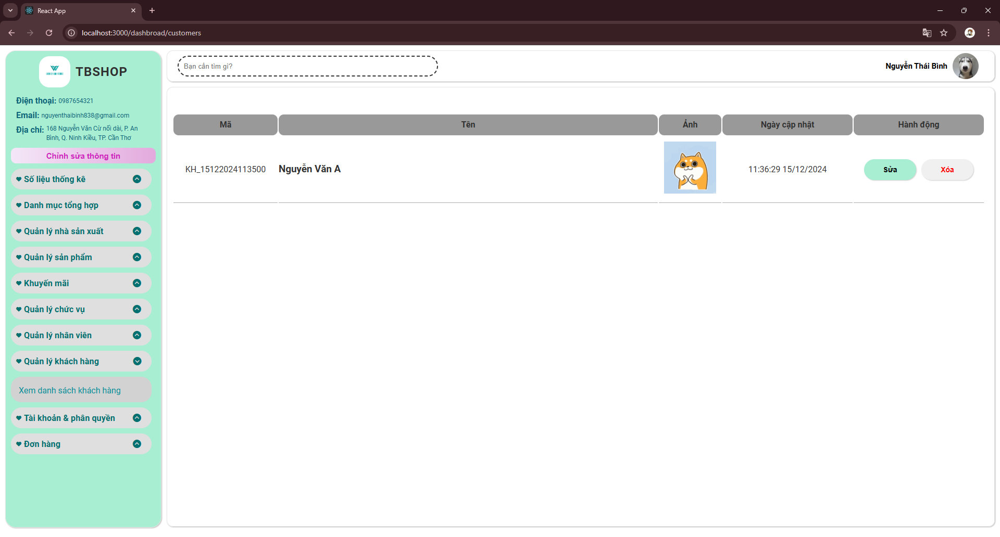 React App
localhost:3000/dashbroad/customers
TBSHOP
Điện thoại: 0987654321
Email: nguyenthaibinh838@gmail.com
Địa chỉ: 168 Nguyễn Văn Cừ nối dài, P. An
Bình, Q. Ninh Kiều, TP. Cần Thơ
Chỉnh sửa thông tin
Số liệu thống kê
Danh mục tổng hợp
Quản lý nhà sản xuất
Quản lý sản phẩm
Khuyến mãi
Quản lý chức vụ
Quản lý nhân viên
Quản lý khách hàng
Xem danh sách khách hàng
Tài khoản & phân quyền
Đơn hàng
Bạn cần tìm gì?
Nguyễn Thái Bình
Mã Tên Ảnh Ngày cập nhật Hành động
KH_15122024113500 Nguyễn Văn A 11:36:29 15/12/2024 Sửa Xóa